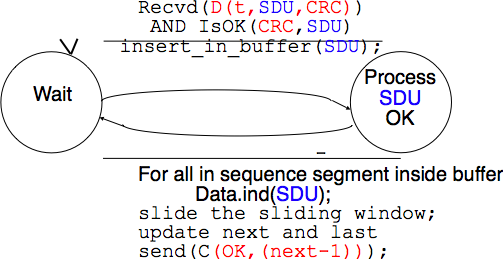 Recvd(D(t,SDU,CRC))
AND IsOK(CRC,SDU)
insert_in_buffer(SDU);
Wait
Process
SDU
OK
–
For all in sequence segment inside buffer
Data.ind(SDU);
slide the sliding window;
update next and last
send(C(OK,(next-1)));